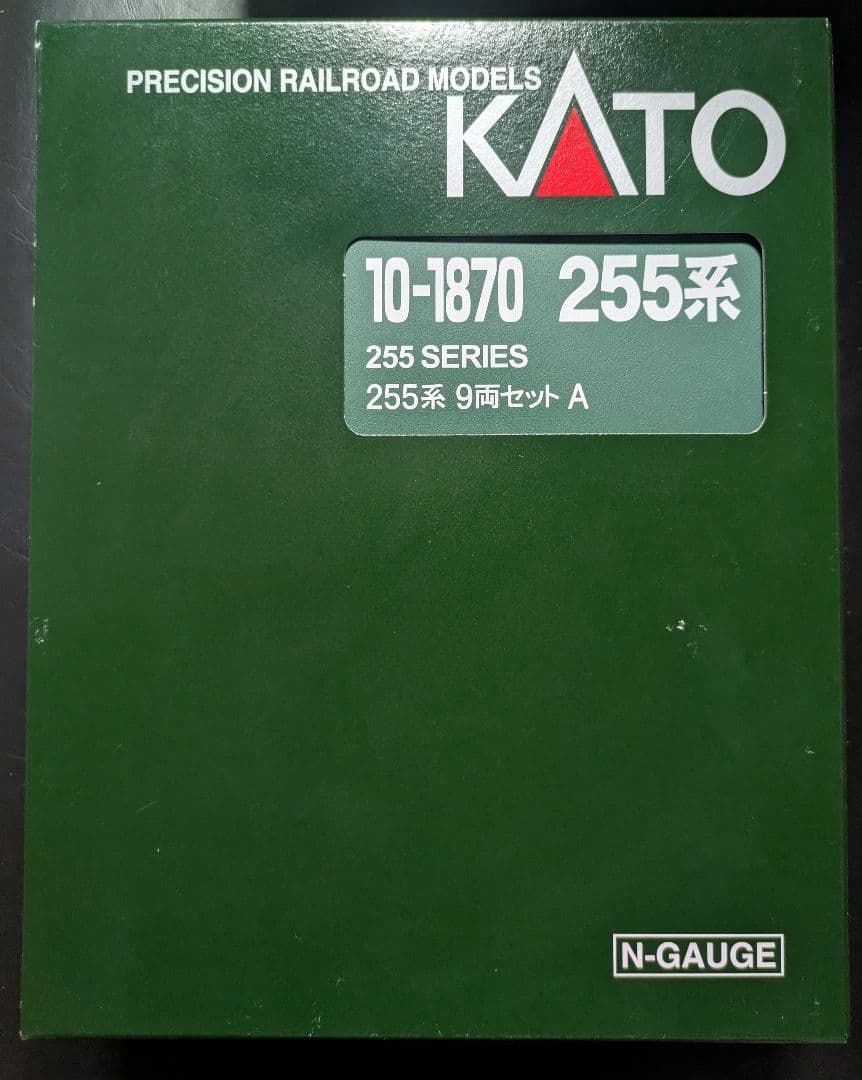 PRECISION RAILROAD MODELS
KATO
10-1870 255系
255 SERIES
255系 9両セット A
N-GAUGE